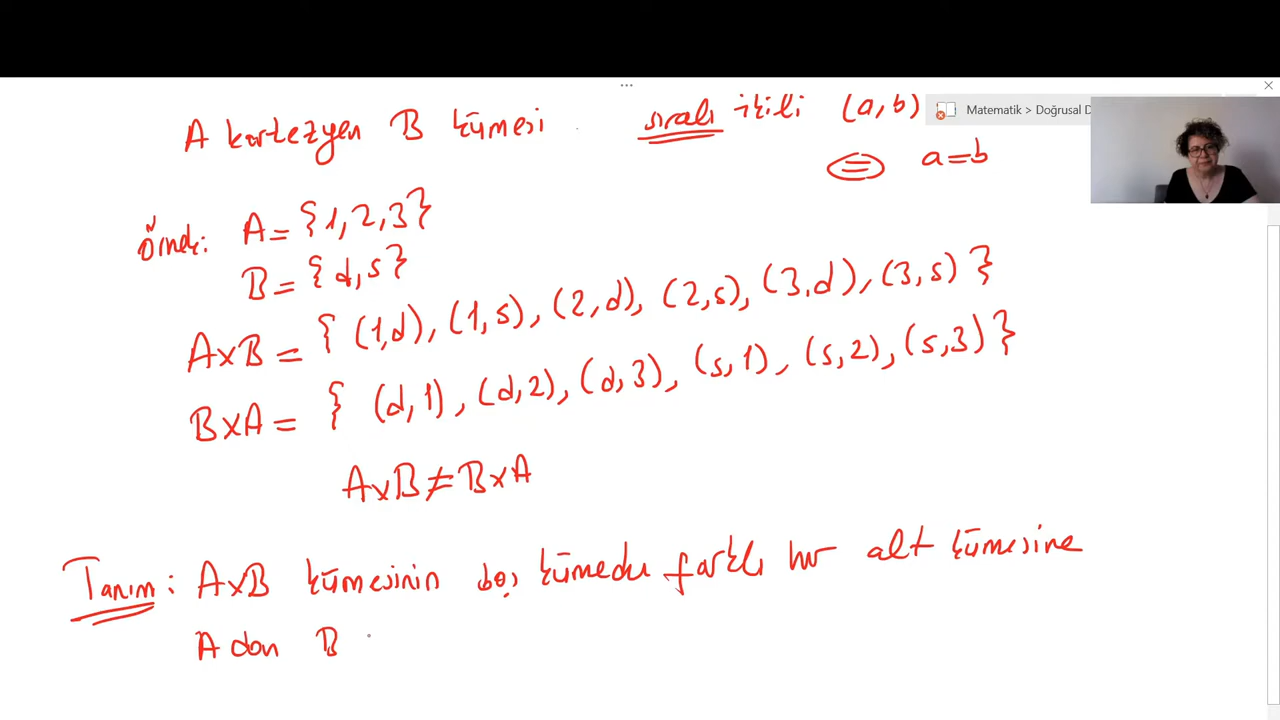 A kartezyen B kümesi sıralı ikili (a,b)
Matematik > Doğrusal D
= a=b
Örnek: A = {1,2,3}
B = {d,s}
AxB = { (1,d), (1,s), (2,d), (2,s), (3,d), (3,s) }
BxA = { (d,1), (d,2), (d,3), (s,1), (s,2), (s,3) }
AxB ≠ BxA
Tanım: AxB kümesinin boş kümeden farklı her alt kümesine
A dan B